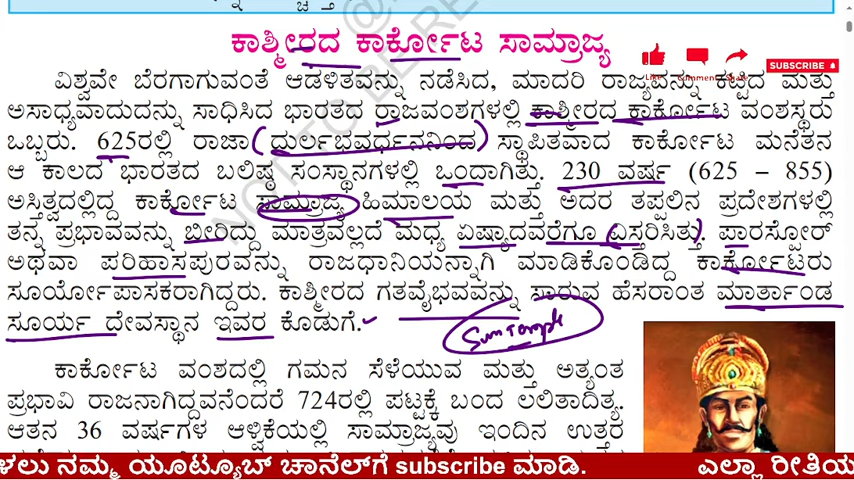 ಕಾಶ್ಮೀರದ ಕಾರ್ಕೋಟ ಸಾಮ್ರಾಜ್ಯ
Like Comment Share SUBSCRIBE
ವಿಶ್ವವೇ ಬೆರಗಾಗುವಂತೆ ಆಡಳಿತವನ್ನು ನಡೆಸಿದ, ಮಾದರಿ ರಾಜ್ಯವನ್ನು ಕಟ್ಟಿದ ಮತ್ತು
ಅಸಾಧ್ಯವಾದುದನ್ನು ಸಾಧಿಸಿದ ಭಾರತದ ರಾಜವಂಶಗಳಲ್ಲಿ ಕಾಶ್ಮೀರದ ಕಾರ್ಕೋಟ ವಂಶಸ್ಥರು
ಒಬ್ಬರು. 625ರಲ್ಲಿ ರಾಜಾ (ದುರ್ಲಭವರ್ಧನನಿಂದ) ಸ್ಥಾಪಿತವಾದ ಕಾರ್ಕೋಟ ಮನೆತನ
ಆ ಕಾಲದ ಭಾರತದ ಬಲಿಷ್ಠ ಸಂಸ್ಥಾನಗಳಲ್ಲಿ ಒಂದಾಗಿತ್ತು. 230 ವರ್ಷ (625 – 855)
ಅಸ್ತಿತ್ವದಲ್ಲಿದ್ದ ಕಾರ್ಕೋಟ ಸಾಮ್ರಾಜ್ಯ ಹಿಮಾಲಯ ಮತ್ತು ಅದರ ತಪ್ಪಲಿನ ಪ್ರದೇಶಗಳಲ್ಲಿ
ತನ್ನ ಪ್ರಭಾವವನ್ನು ಬೀರಿದ್ದು ಮಾತ್ರವಲ್ಲದೆ ಮಧ್ಯ ಏಷ್ಯಾದವರೆಗೂ (ವಿಸ್ತರಿಸಿತ್ತು). ಪಾರಸ್ಪೋರ್
ಅಥವಾ ಪರಿಹಾಸಪುರವನ್ನು ರಾಜಧಾನಿಯನ್ನಾಗಿ ಮಾಡಿಕೊಂಡಿದ್ದ ಕಾರ್ಕೋಟರು
ಸೂರ್ಯೋಪಾಸಕರಾಗಿದ್ದರು. ಕಾಶ್ಮೀರದ ಗತವೈಭವವನ್ನು ಸಾರುವ ಹೆಸರಾಂತ ಮಾರ್ತಾಂಡ
ಸೂರ್ಯ ದೇವಸ್ಥಾನ ಇವರ ಕೊಡುಗೆ.
Sun Temple
ಕಾರ್ಕೋಟ ವಂಶದಲ್ಲಿ ಗಮನ ಸೆಳೆಯುವ ಮತ್ತು ಅತ್ಯಂತ
ಪ್ರಭಾವಿ ರಾಜನಾಗಿದ್ದವನೆಂದರೆ 724ರಲ್ಲಿ ಪಟ್ಟಕ್ಕೆ ಬಂದ ಲಲಿತಾದಿತ್ಯ.
ಆತನ 36 ವರ್ಷಗಳ ಆಳ್ವಿಕೆಯಲ್ಲಿ ಸಾಮ್ರಾಜ್ಯವು ಇಂದಿನ ಉತ್ತರ
ಳಲು ನಮ್ಮ ಯೂಟ್ಯೂಬ್ ಚಾನೆಲ್‌ಗೆ subscribe ಮಾಡಿ. ಎಲ್ಲಾ ರೀತಿಯ